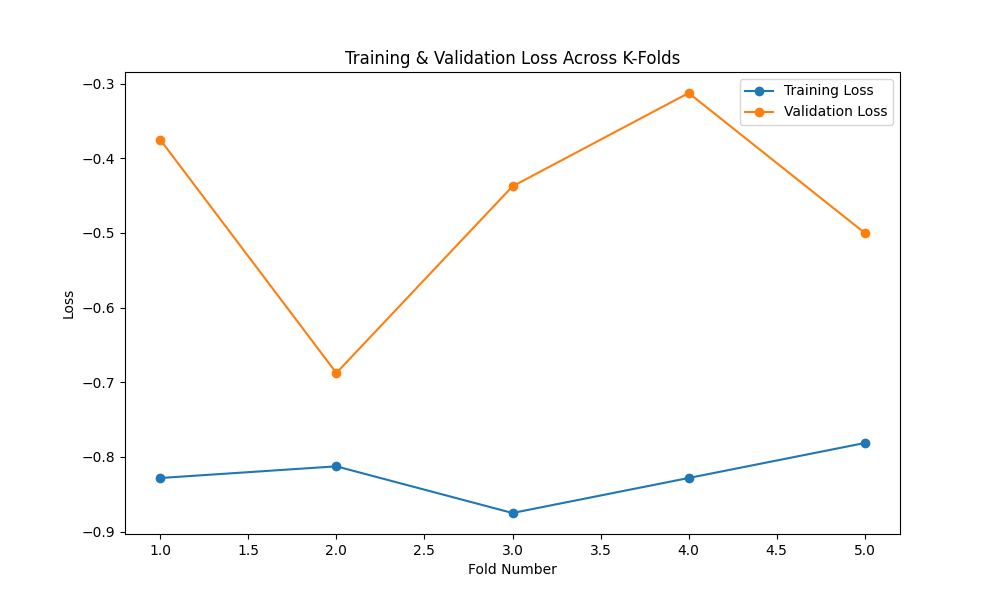 Training & Validation Loss Across K-Folds
Training Loss
Validation Loss
Loss
−0.3
−0.4
−0.5
−0.6
−0.7
−0.8
−0.9
1.0 1.5 2.0 2.5 3.0 3.5 4.0 4.5 5.0
Fold Number